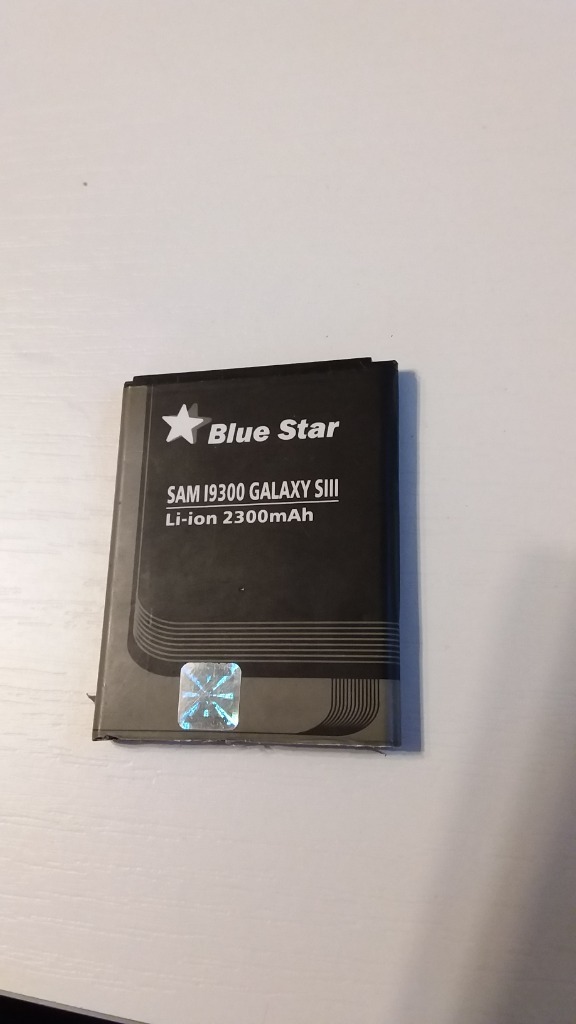 Blue Star
SAM I9300 GALAXY SIII
Li-ion 2300mAh